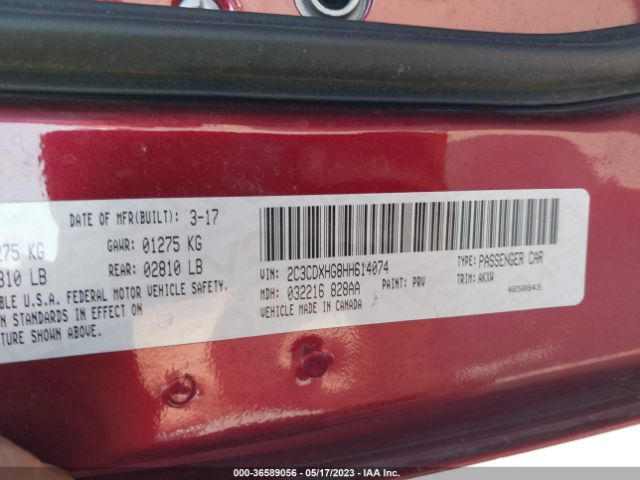 DATE OF MFR(BUILT): 3-17
275 KG GAWR: 01275 KG
2810 LB REAR: 02810 LB
BLE U.S.A. FEDERAL MOTOR VEHICLE SAFETY,
N STANDARDS IN EFFECT ON
TURE SHOWN ABOVE.
VIN: 2C3CDXHG8HH614074 TYPE: PASSENGER CAR
MDH: 032216 828AA PAINT: PRV TRIM: AKXW
VEHICLE MADE IN CANADA 4658843
000-36589056 - 05/17/2023 - IAA Inc.